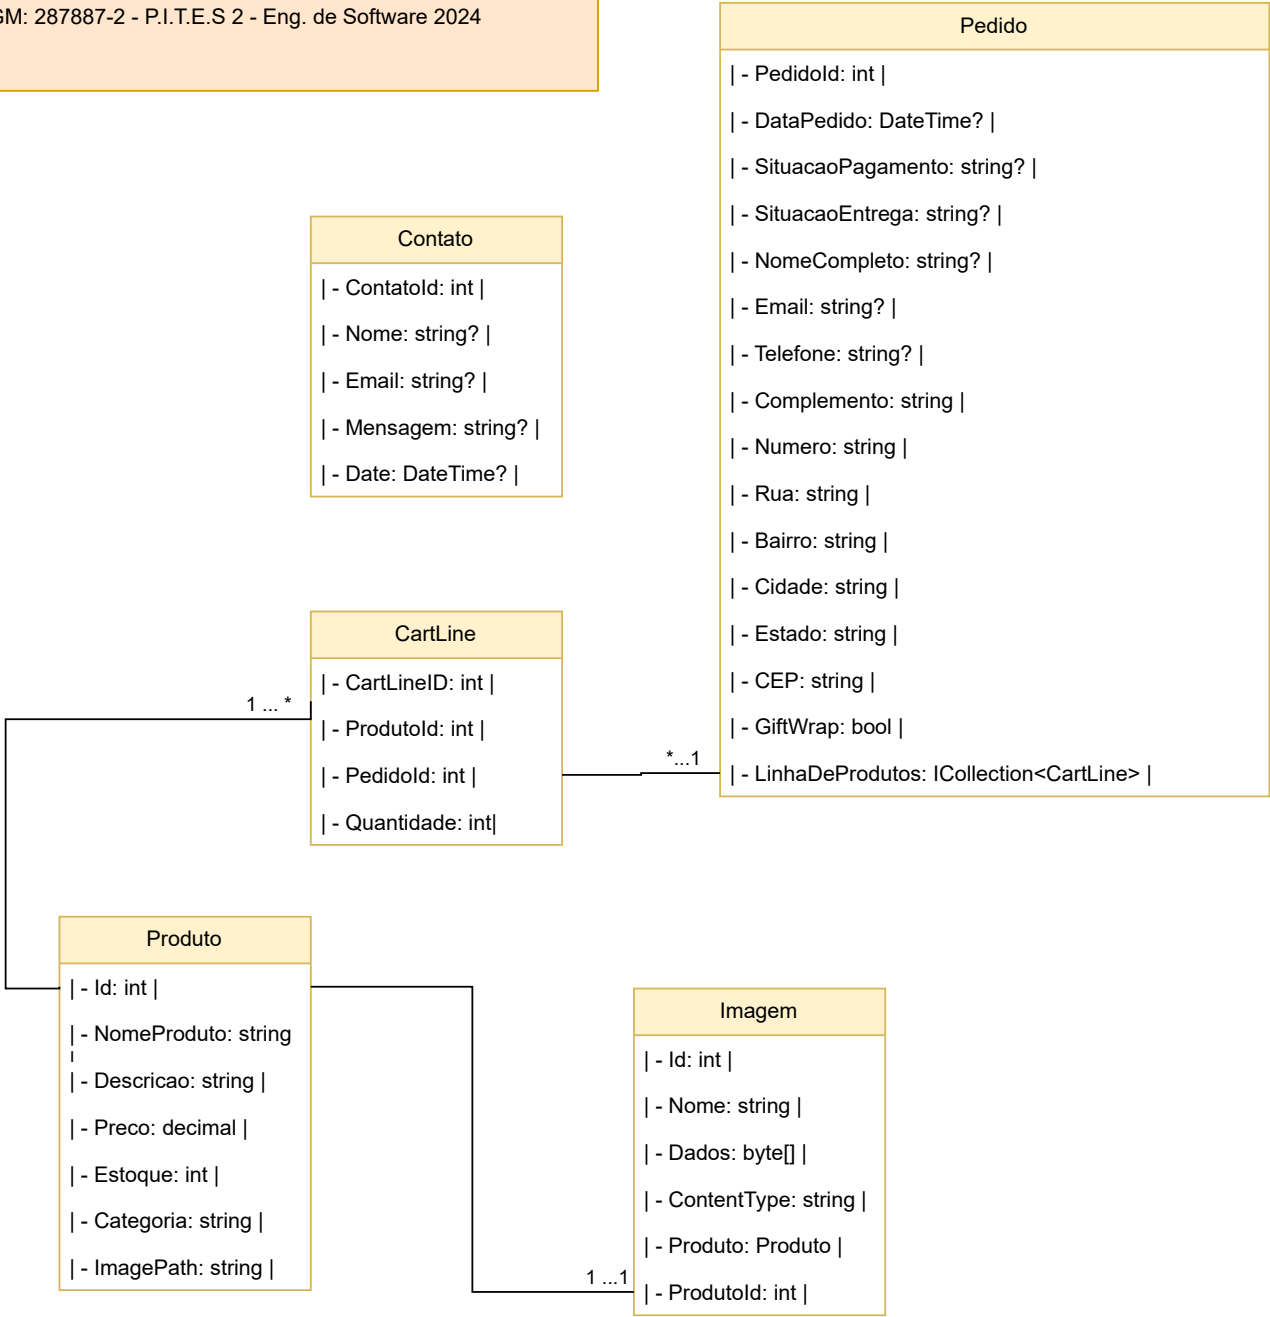 GM: 287887-2 - P.I.T.E.S 2 - Eng. de Software 2024
Pedido
| - PedidoId: int |
| - DataPedido: DateTime? |
| - SituacaoPagamento: string? |
| - SituacaoEntrega: string? |
| - NomeCompleto: string? |
| - Email: string? |
| - Telefone: string? |
| - Complemento: string |
| - Numero: string |
| - Rua: string |
| - Bairro: string |
| - Cidade: string |
| - Estado: string |
| - CEP: string |
| - GiftWrap: bool |
| - LinhaDeProdutos: ICollection<CartLine> |
Contato
| - ContatoId: int |
| - Nome: string? |
| - Email: string? |
| - Mensagem: string? |
| - Date: DateTime? |
CartLine
| - CartLineID: int |
| - ProdutoId: int |
| - PedidoId: int |
| - Quantidade: int|
1 ... *
*...1
Produto
| - Id: int |
| - NomeProduto: string
|
| - Descricao: string |
| - Preco: decimal |
| - Estoque: int |
| - Categoria: string |
| - ImagePath: string |
Imagem
| - Id: int |
| - Nome: string |
| - Dados: byte[] |
| - ContentType: string |
| - Produto: Produto |
| - ProdutoId: int |
1 ...1